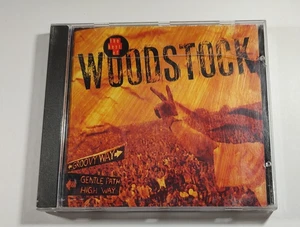 THE BEST OF
WOODSTOCK
GROOVY WAY
GENTLE PATH
HIGH WAY